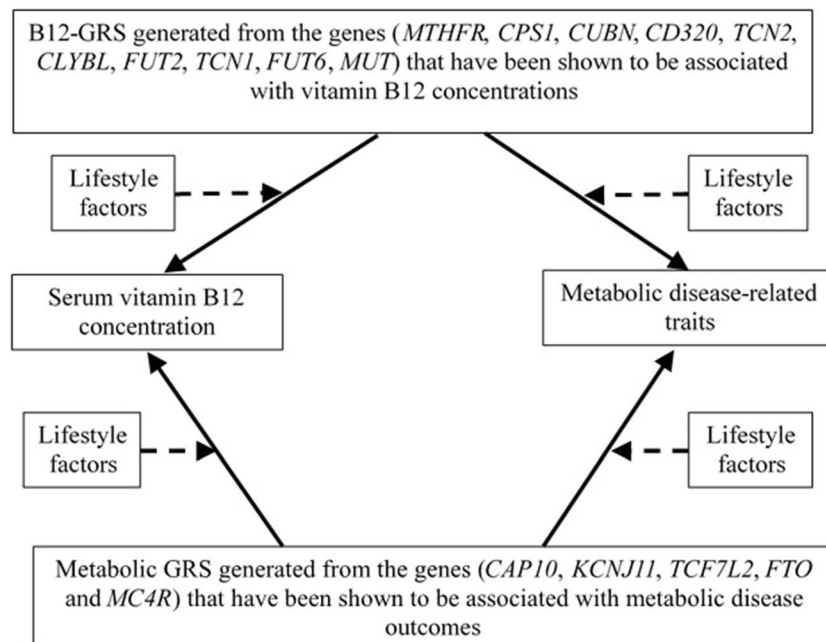 B12-GRS generated from the genes (MTHFR, CPS1, CUBN, CD320, TCN2,
CLYBL, FUT2, TCN1, FUT6, MUT) that have been shown to be associated
with vitamin B12 concentrations
Lifestyle
factors
Lifestyle
factors
Serum vitamin B12
concentration
Metabolic disease-related
traits
Lifestyle
factors
Lifestyle
factors
Metabolic GRS generated from the genes (CAP10, KCNJ11, TCF7L2, FTO
and MC4R) that have been shown to be associated with metabolic disease
outcomes